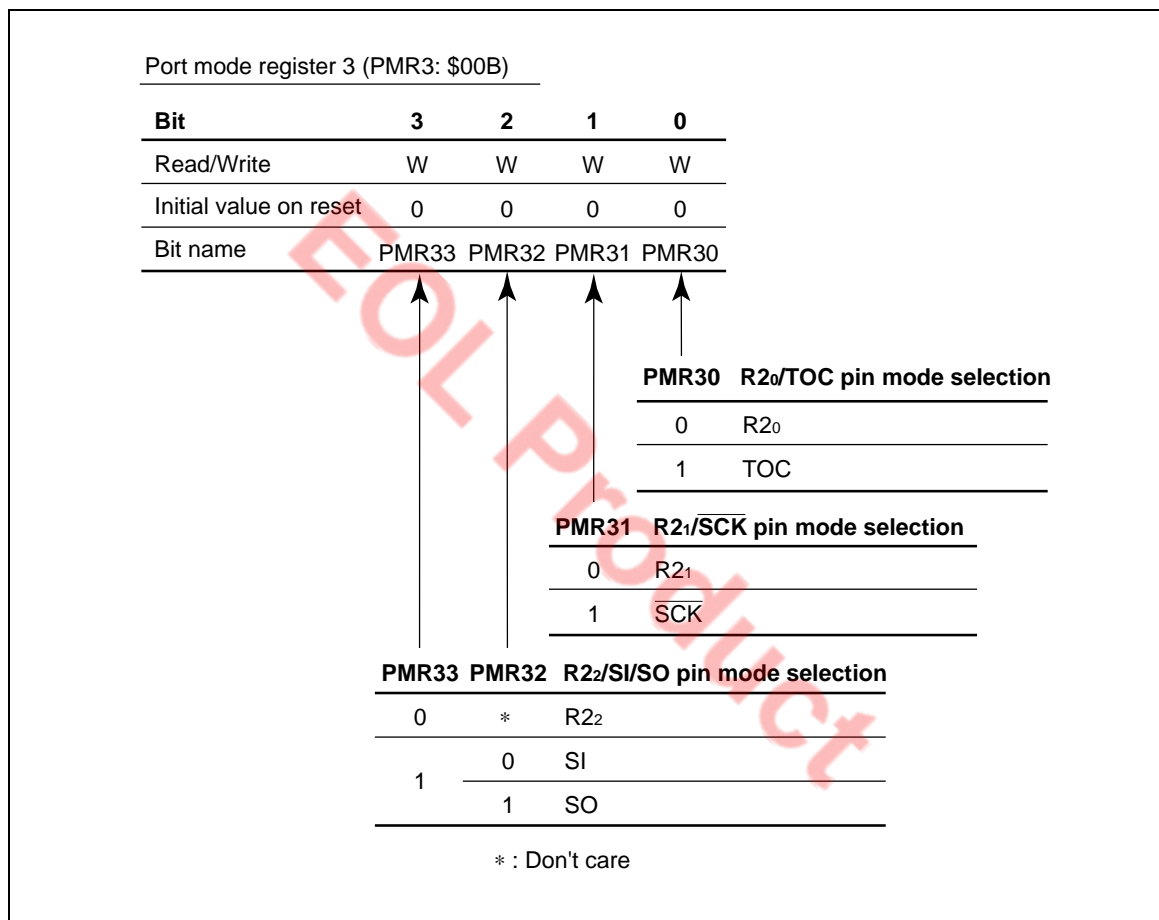 Port mode register 3 (PMR3: $00B)
Bit 3 2 1 0
Read/Write W W W W
Initial value on reset 0 0 0 0
Bit name PMR33 PMR32 PMR31 PMR30
PMR30 R2₀/TOC pin mode selection
0 R2₀
1 TOC
PMR31 R2₁/S̅C̅K̅ pin mode selection
0 R2₁
1 S̅C̅K̅
PMR33 PMR32 R2₂/SI/SO pin mode selection
0 * R2₂
1 0 SI
1 SO
* : Don't care
EOL Product